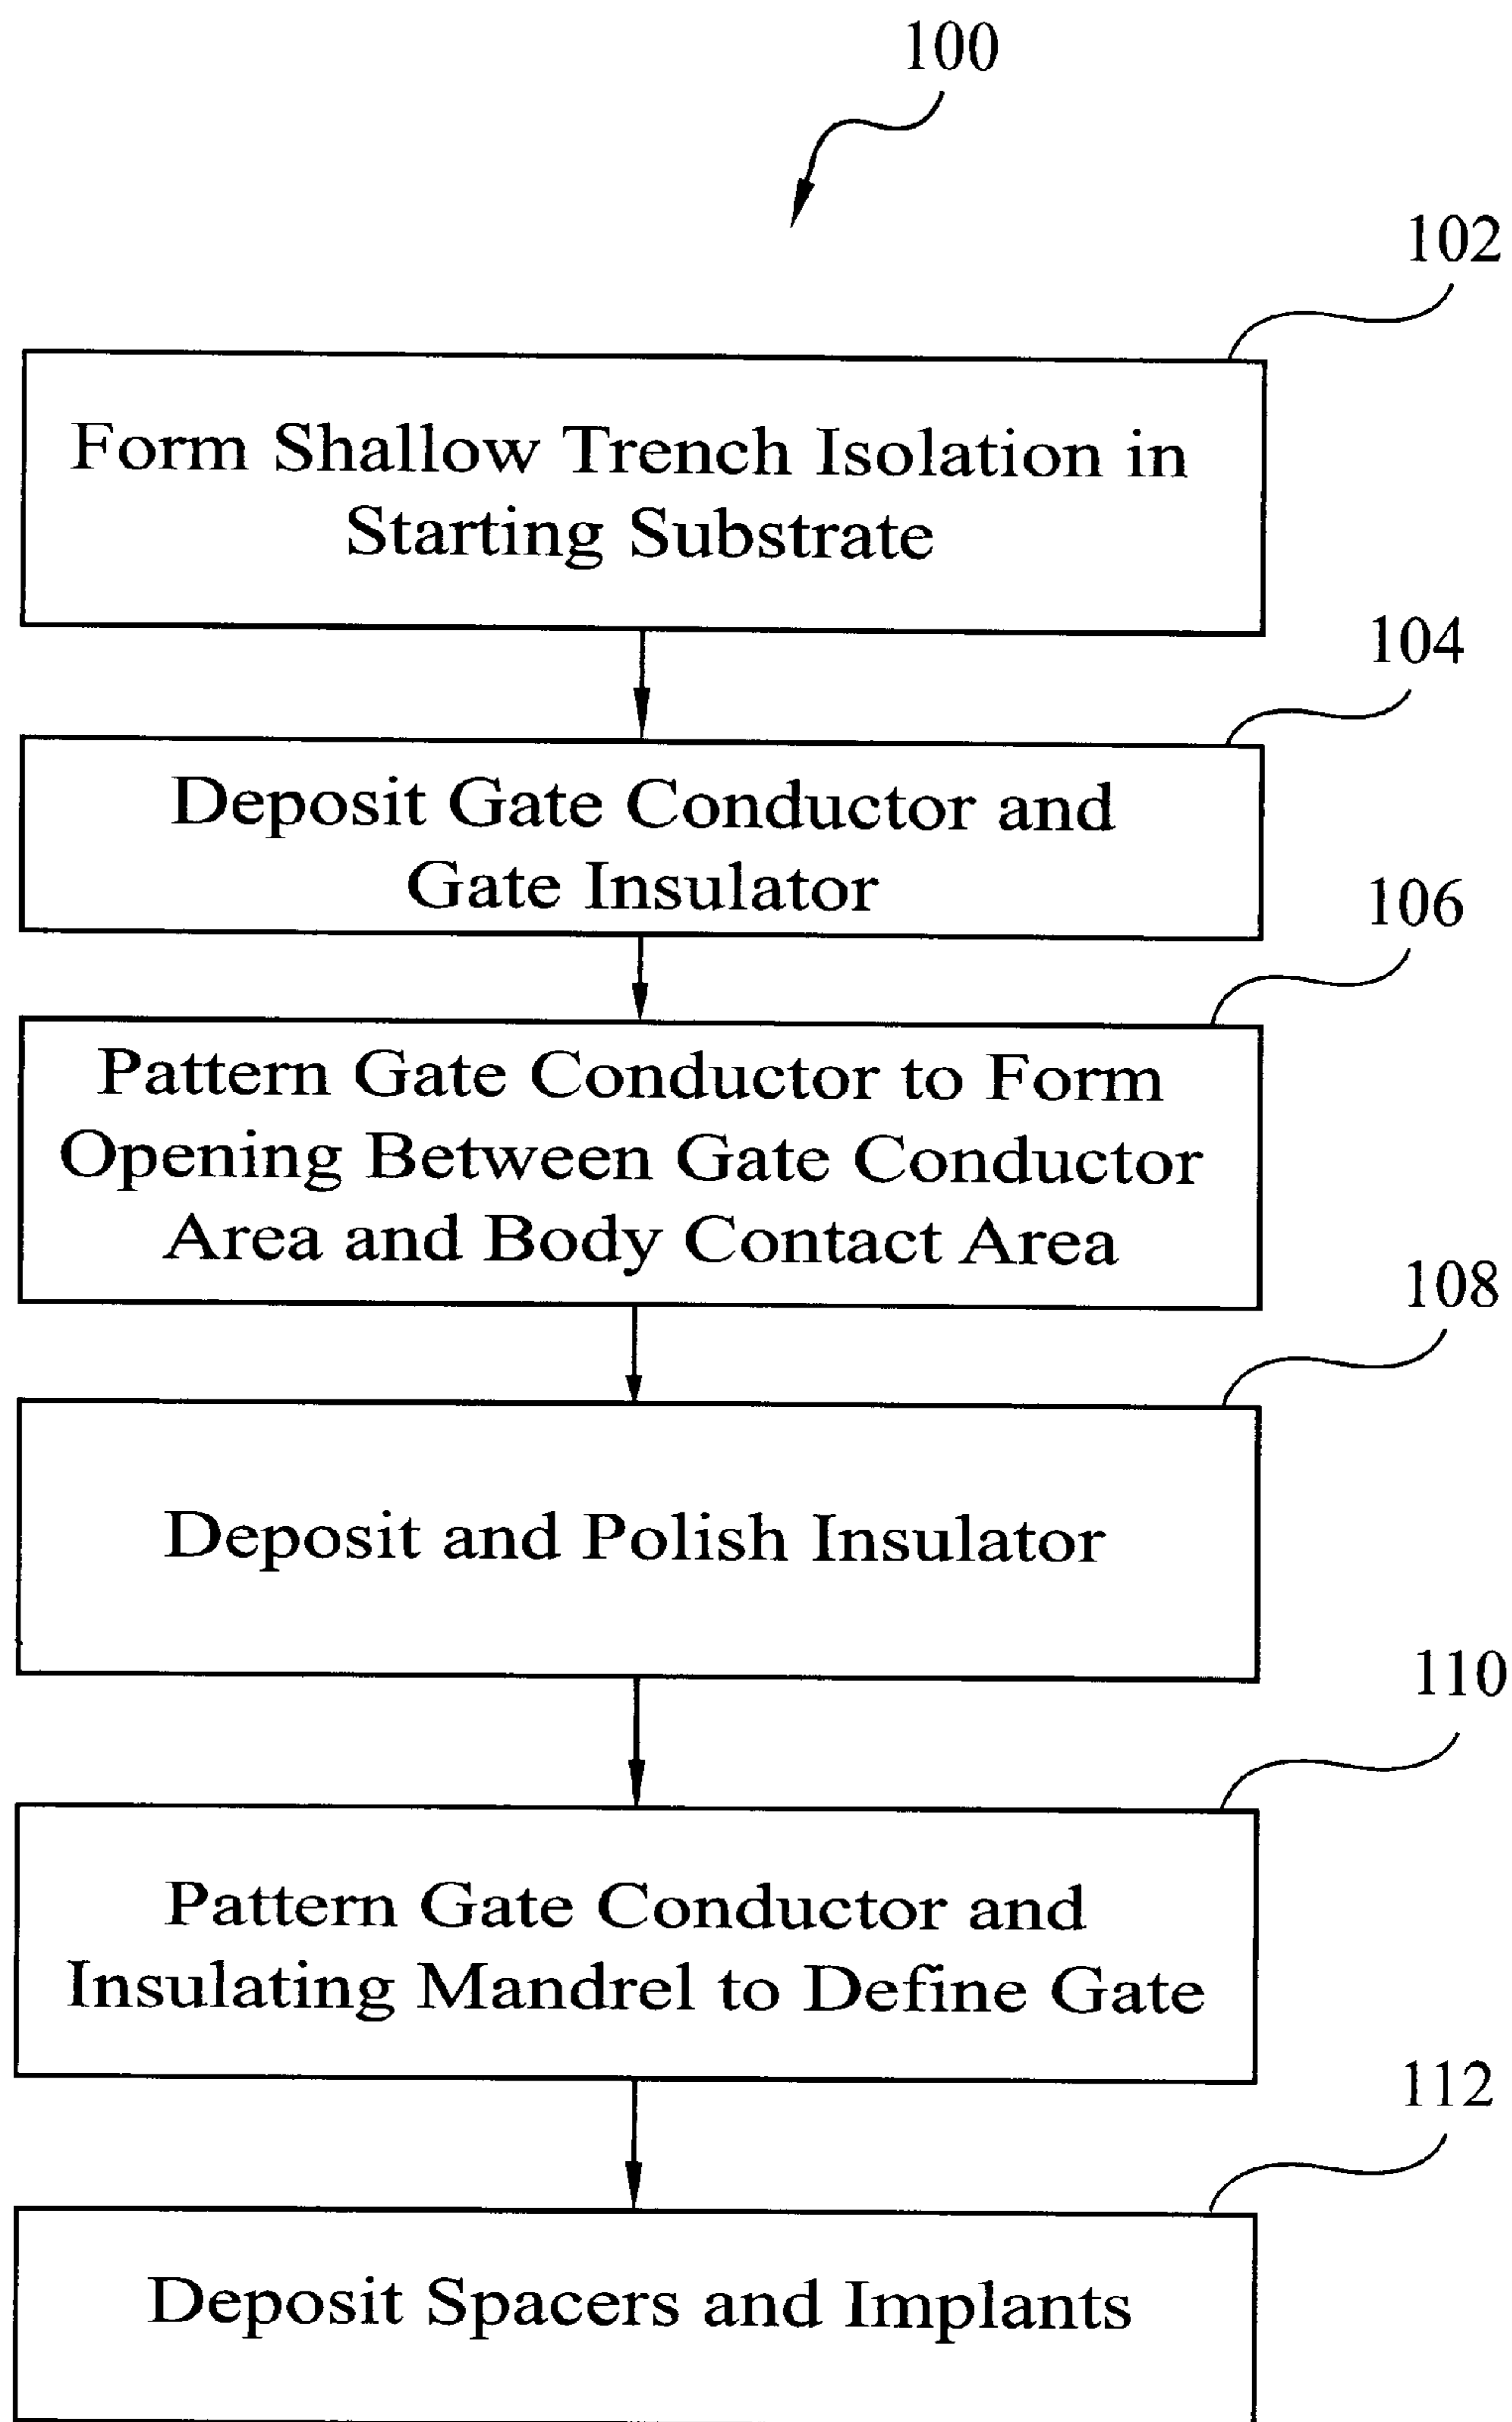 100
102
Form Shallow Trench Isolation in
Starting Substrate
104
Deposit Gate Conductor and
Gate Insulator
106
Pattern Gate Conductor to Form
Opening Between Gate Conductor
Area and Body Contact Area
108
Deposit and Polish Insulator
110
Pattern Gate Conductor and
Insulating Mandrel to Define Gate
112
Deposit Spacers and Implants